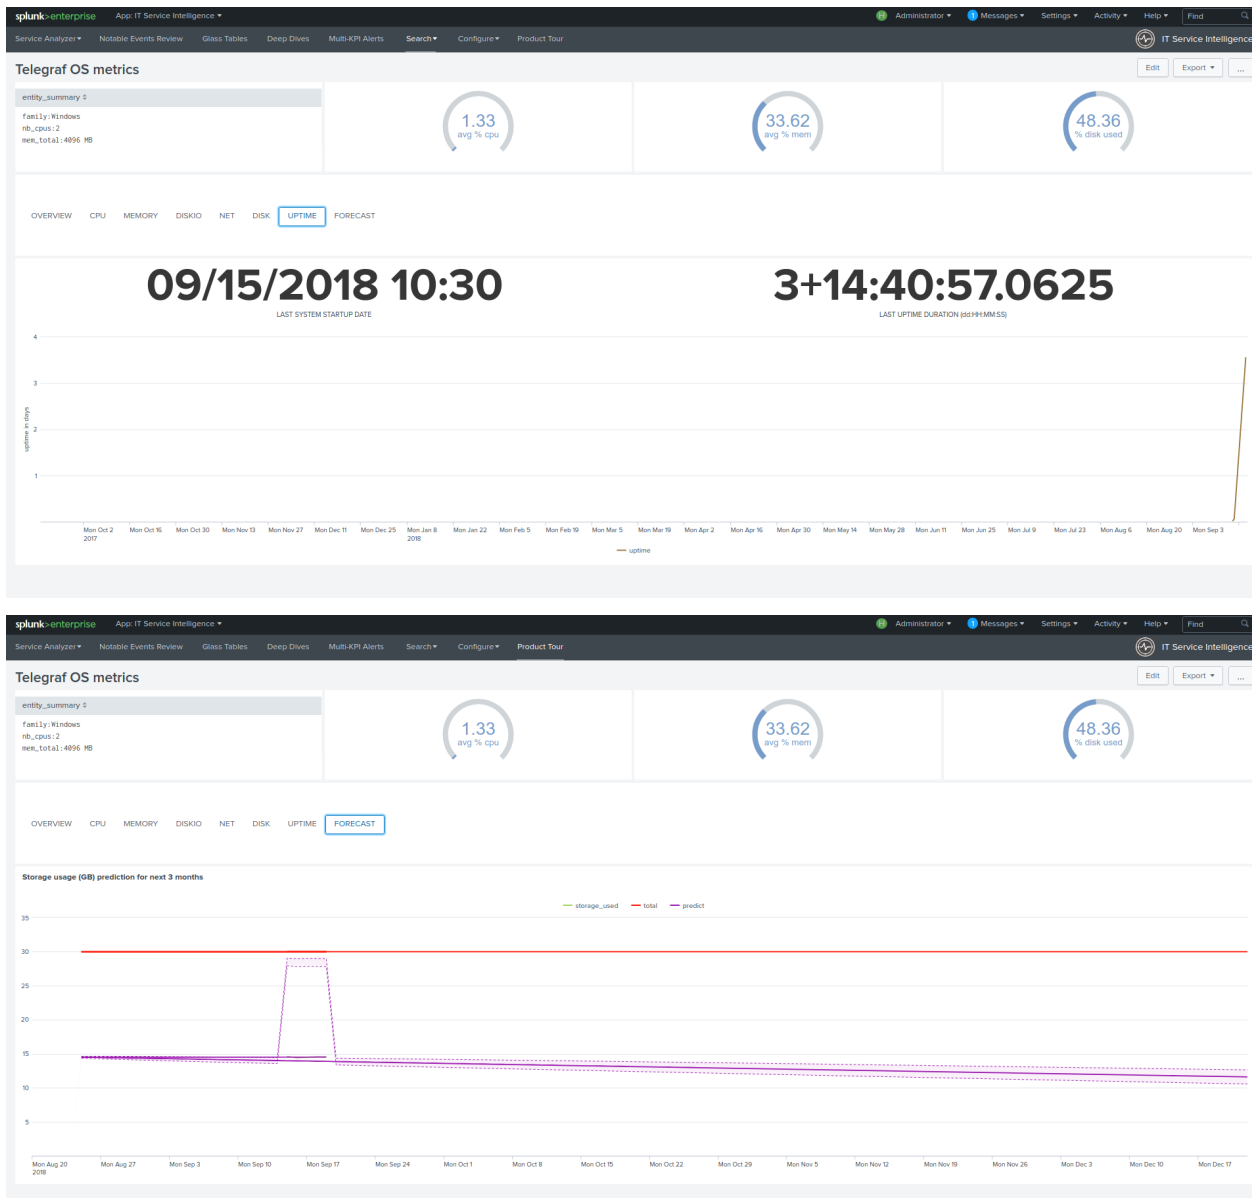 splunk>enterprise App: IT Service Intelligence H Administrator 1 Messages Settings Activity Help Find
Service Analyzer Notable Events Review Glass Tables Deep Dives Multi-KPI Alerts Search Configure Product Tour IT Service Intelligence
Telegraf OS metrics Edit Export ...
entity_summary
family:Windows
nb_cpus:2
mem_total:4096 MB
1.33
avg % cpu
33.62
avg % mem
48.36
% disk used
OVERVIEW CPU MEMORY DISKIO NET DISK UPTIME FORECAST
09/15/2018 10:30
LAST SYSTEM STARTUP DATE
3+14:40:57.0625
LAST UPTIME DURATION (dd:HH:MM:SS)
4
3
2
1
uptime in days
Mon Oct 2 Mon Oct 16 Mon Oct 30 Mon Nov 13 Mon Nov 27 Mon Dec 11 Mon Dec 25 Mon Jan 8 Mon Jan 22 Mon Feb 5 Mon Feb 19 Mon Mar 5 Mon Mar 19 Mon Apr 2 Mon Apr 16 Mon Apr 30 Mon May 14 Mon May 28 Mon Jun 11 Mon Jun 25 Mon Jul 9 Mon Jul 23 Mon Aug 6 Mon Aug 20 Mon Sep 3
2017 2018
uptime
splunk>enterprise App: IT Service Intelligence H Administrator 1 Messages Settings Activity Help Find
Service Analyzer Notable Events Review Glass Tables Deep Dives Multi-KPI Alerts Search Configure Product Tour IT Service Intelligence
Telegraf OS metrics Edit Export ...
entity_summary
family:Windows
nb_cpus:2
mem_total:4096 MB
1.33
avg % cpu
33.62
avg % mem
48.36
% disk used
OVERVIEW CPU MEMORY DISKIO NET DISK UPTIME FORECAST
Storage usage (GB) prediction for next 3 months
storage_used total predict
35
30
25
20
15
10
5
Mon Aug 20 Mon Aug 27 Mon Sep 3 Mon Sep 10 Mon Sep 17 Mon Sep 24 Mon Oct 1 Mon Oct 8 Mon Oct 15 Mon Oct 22 Mon Oct 29 Mon Nov 5 Mon Nov 12 Mon Nov 19 Mon Nov 26 Mon Dec 3 Mon Dec 10 Mon Dec 17
2018